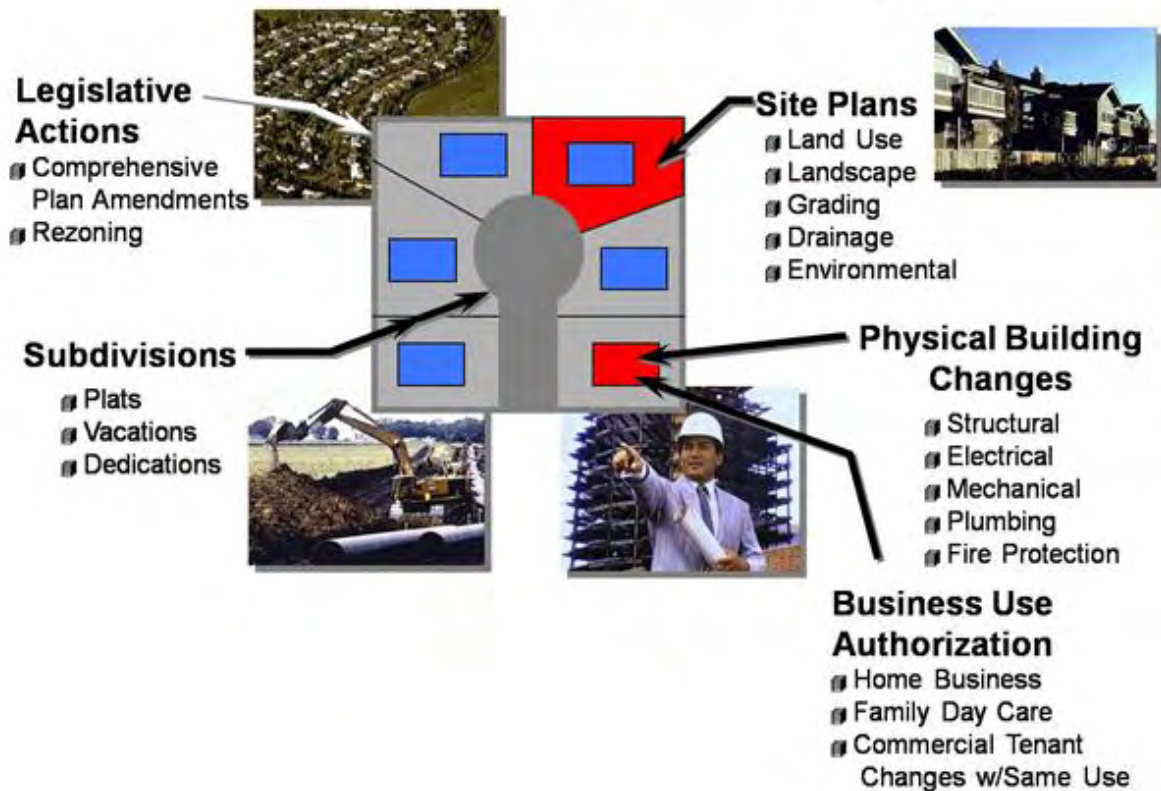 Legislative
Actions
Comprehensive
Plan Amendments
Rezoning
Site Plans
Land Use
Landscape
Grading
Drainage
Environmental
Subdivisions
Plats
Vacations
Dedications
Physical Building
Changes
Structural
Electrical
Mechanical
Plumbing
Fire Protection
Business Use
Authorization
Home Business
Family Day Care
Commercial Tenant
Changes w/Same Use